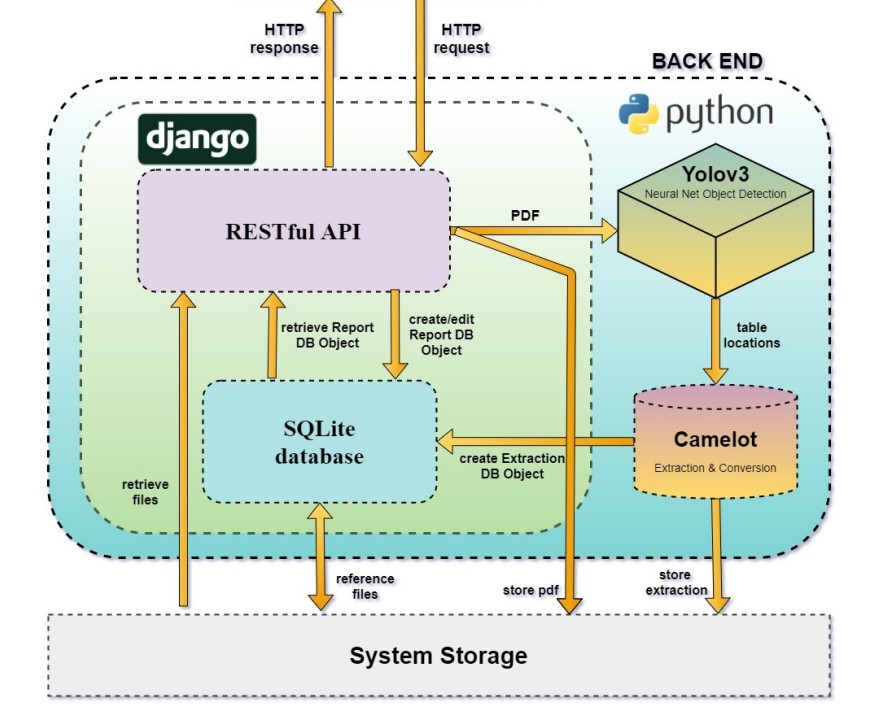 HTTP
response
HTTP
request
BACK END
django
python
RESTful API
PDF
Yolov3
Neural Net Object Detection
retrieve Report
DB Object
create/edit
Report DB
Object
table
locations
SQLite
database
create Extraction
DB Object
Camelot
Extraction & Conversion
retrieve
files
reference
files
store pdf
store
extraction
System Storage